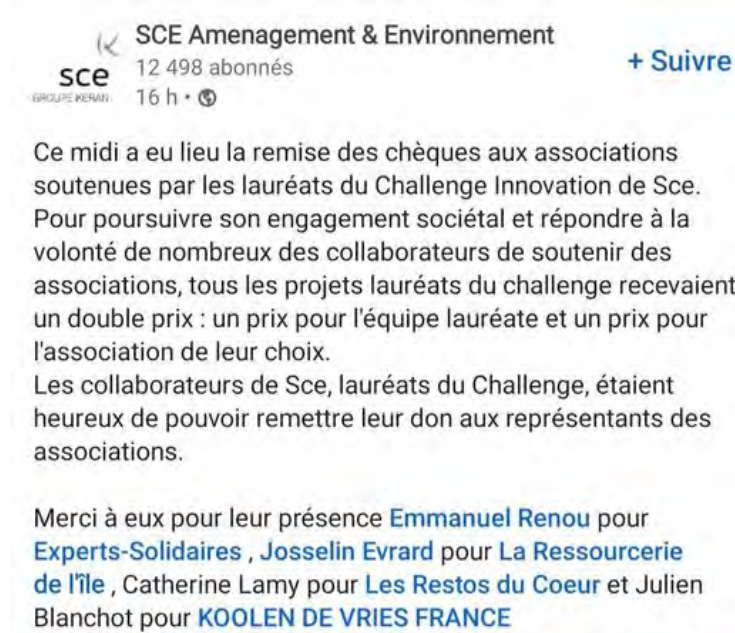 SCE Amenagement & Environnement
12 498 abonnés
+ Suivre
sce
GROUPE KERAN
16 h •
Ce midi a eu lieu la remise des chèques aux associations
soutenues par les lauréats du Challenge Innovation de Sce.
Pour poursuivre son engagement sociétal et répondre à la
volonté de nombreux des collaborateurs de soutenir des
associations, tous les projets lauréats du challenge recevaient
un double prix : un prix pour l'équipe lauréate et un prix pour
l'association de leur choix.
Les collaborateurs de Sce, lauréats du Challenge, étaient
heureux de pouvoir remettre leur don aux représentants des
associations.
Merci à eux pour leur présence Emmanuel Renou pour
Experts-Solidaires , Josselin Evrard pour La Ressourcerie
de l'île , Catherine Lamy pour Les Restos du Coeur et Julien
Blanchot pour KOOLEN DE VRIES FRANCE